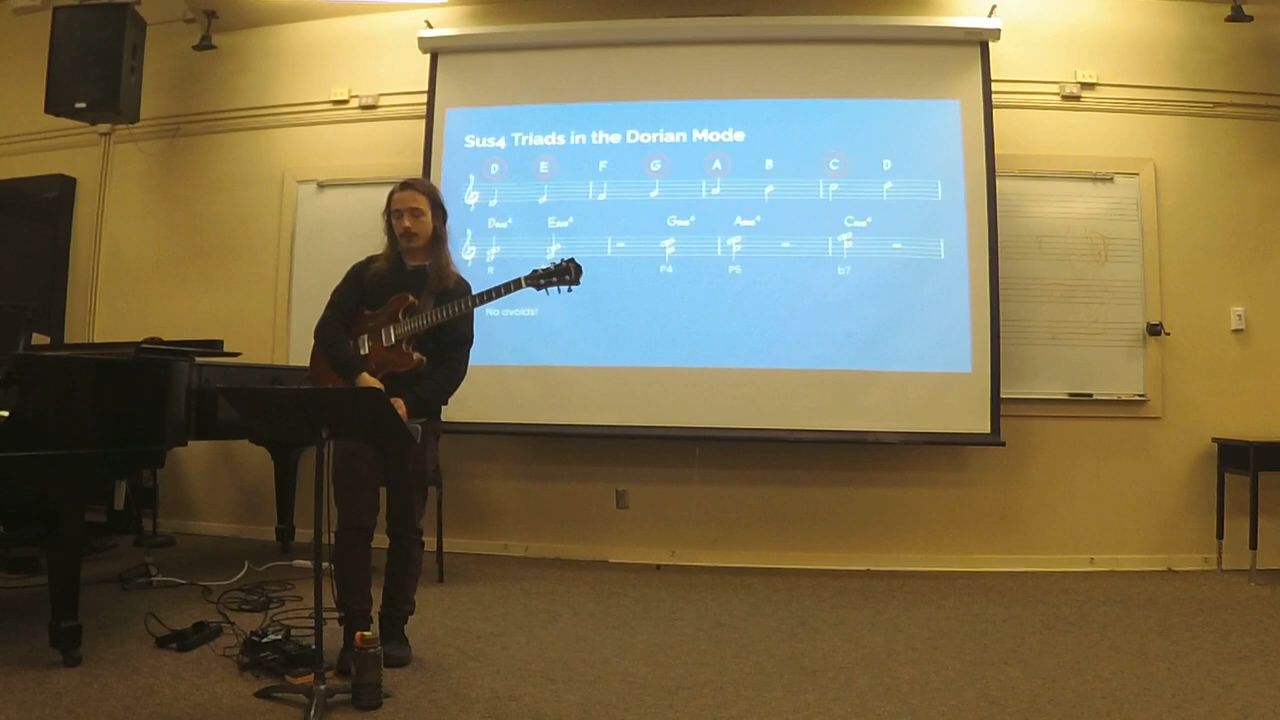 Sus4 Triads in the Dorian Mode
D E F G A B C D
Dsus4 Esus4 Gsus4 Asus4 Csus4
R P4 P5 b7
No avoids!